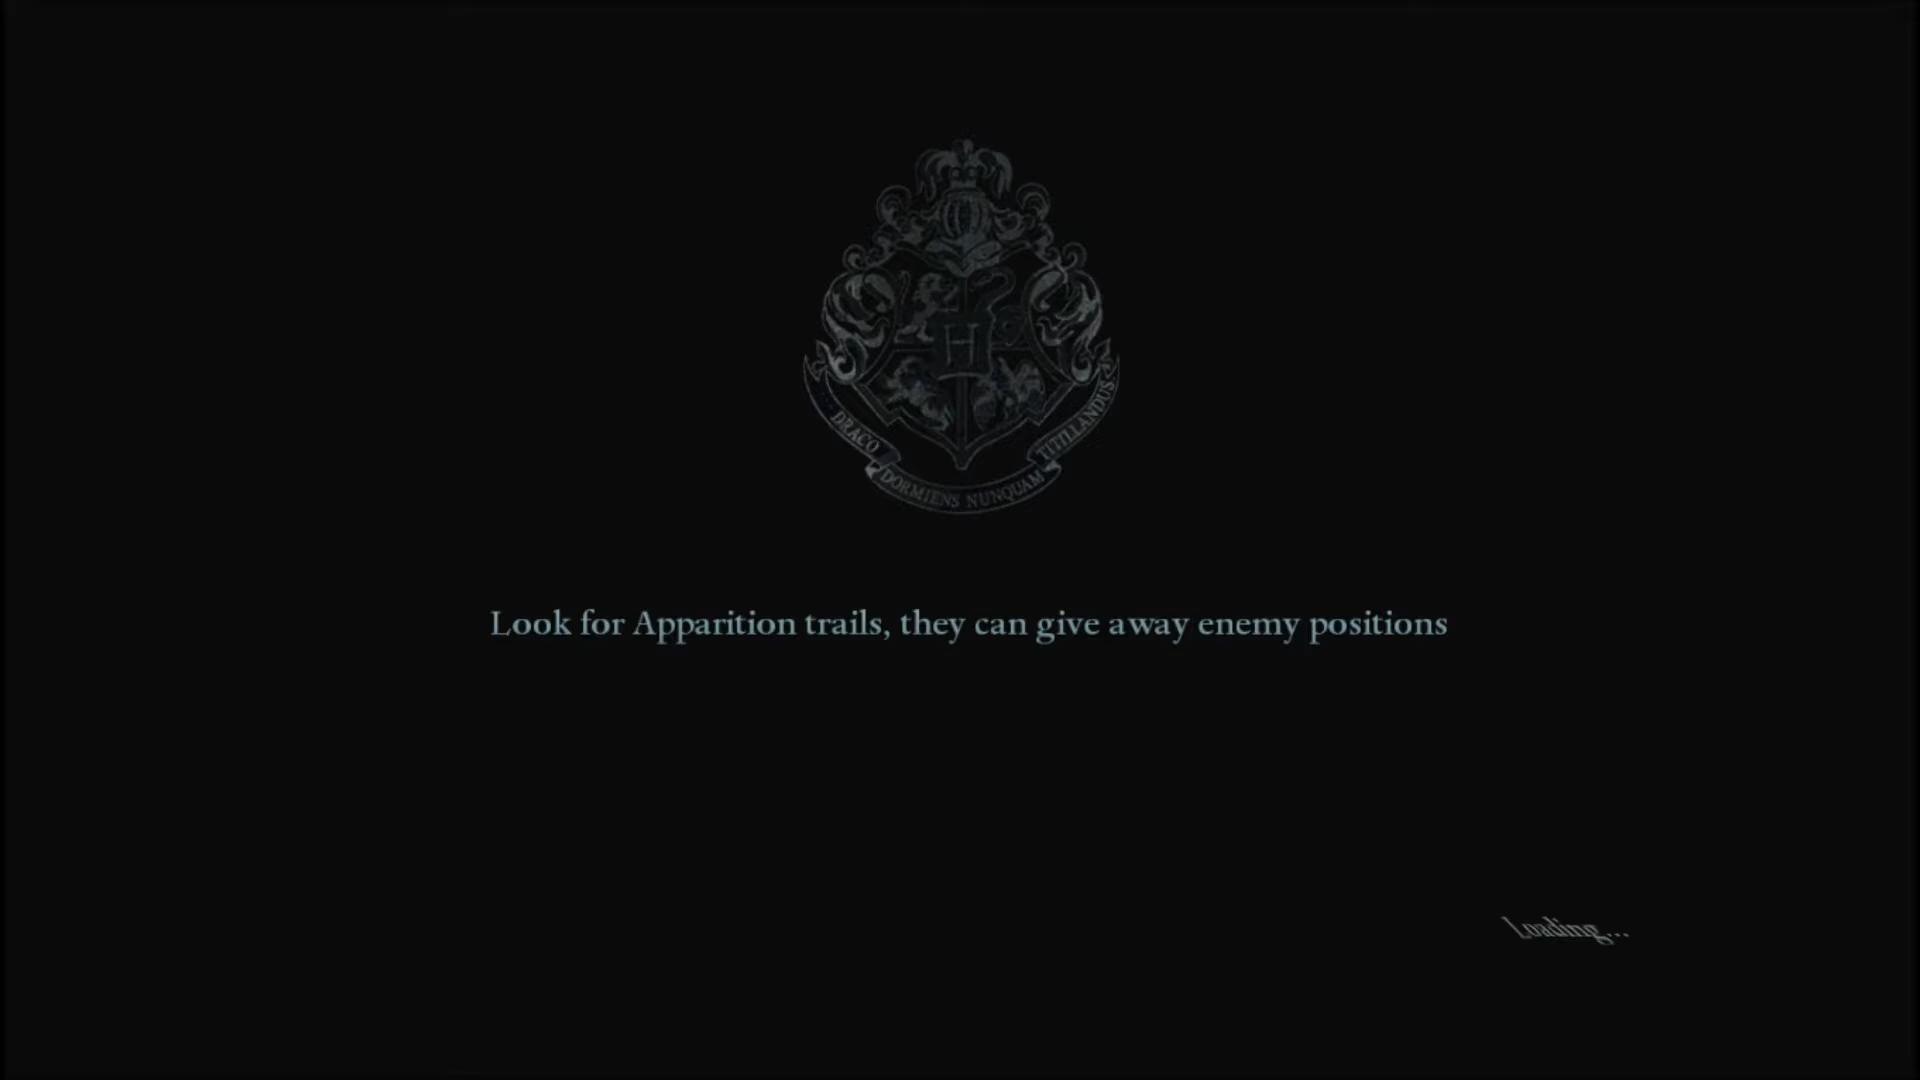 H
DRACO
DORMIENS NUNQUAM
TITILLANDUS
Look for Apparition trails, they can give away enemy positions
Loading...